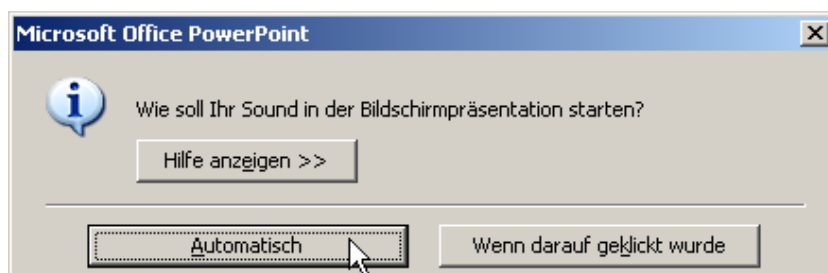 Microsoft Office PowerPoint
Wie soll Ihr Sound in der Bildschirmpräsentation starten?
Hilfe anzeigen >>
Automatisch
Wenn darauf geklickt wurde